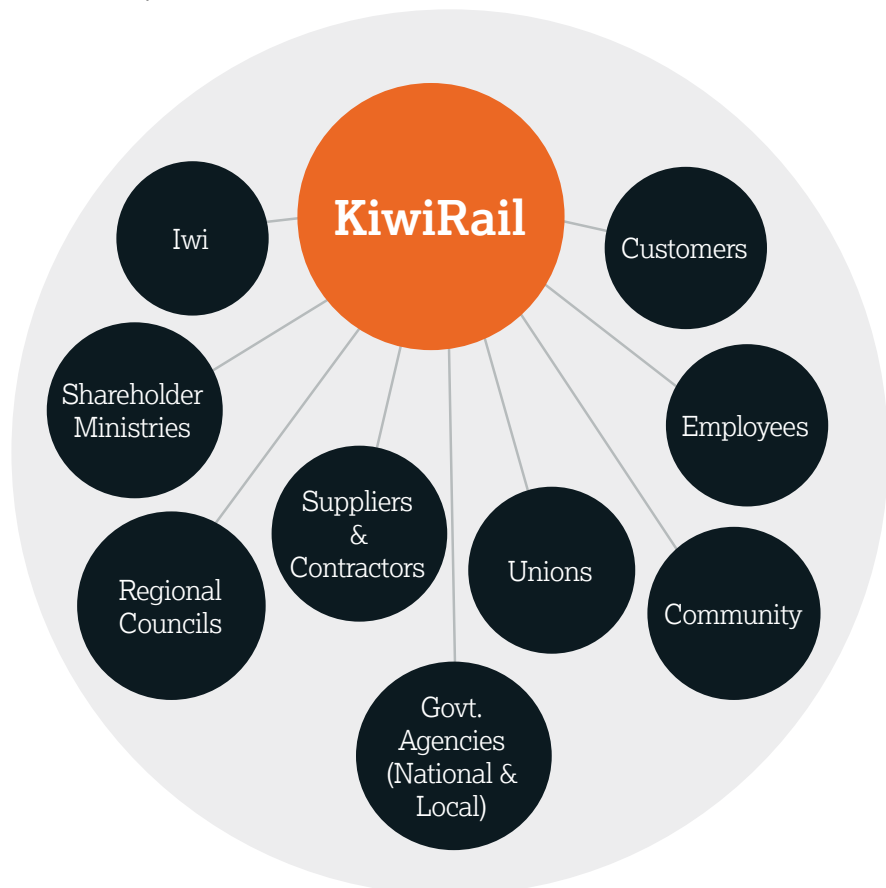 KiwiRail
Iwi
Customers
Shareholder
Ministries
Employees
Suppliers
&
Contractors
Regional
Councils
Unions
Community
Govt.
Agencies
(National &
Local)